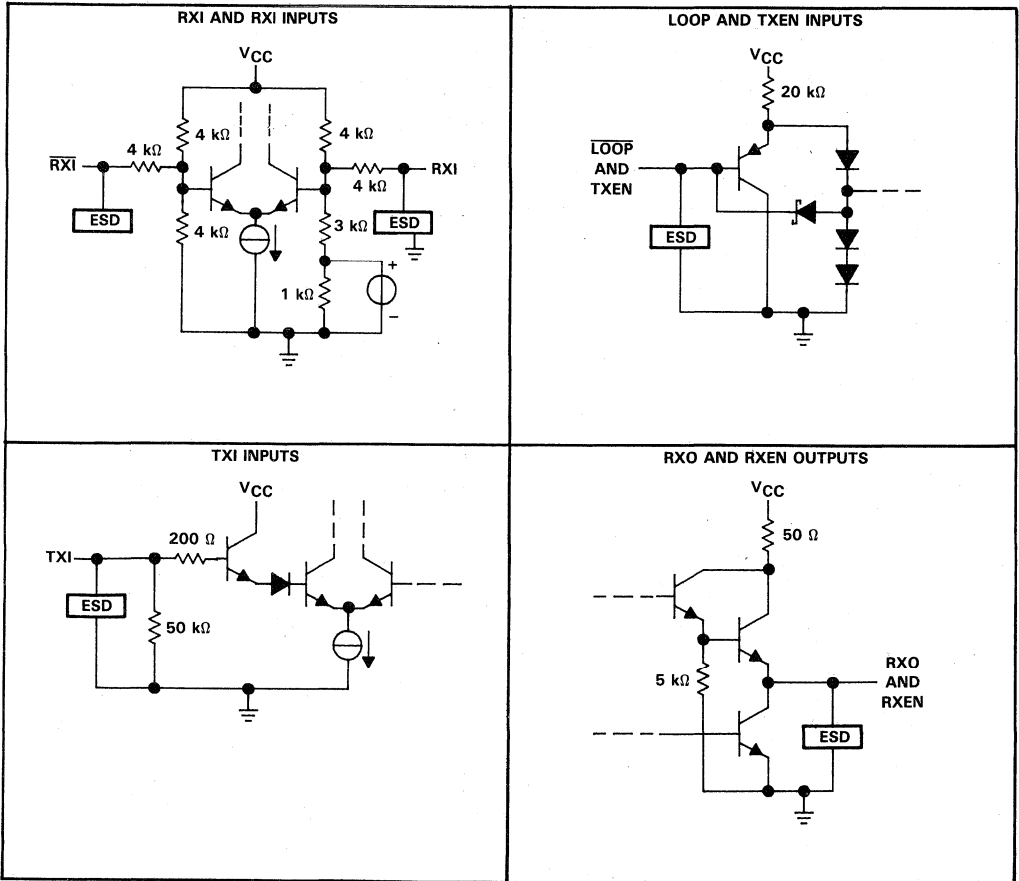 RXI AND RXI INPUTS
VCC
4 kΩ
4 kΩ
4 kΩ
R̅X̅I̅
RXI
4 kΩ
ESD
4 kΩ
3 kΩ
ESD
+
1 kΩ
–
LOOP AND TXEN INPUTS
VCC
20 kΩ
L̅O̅O̅P̅
AND
TXEN
ESD
TXI INPUTS
VCC
200 Ω
TXI
ESD
50 kΩ
RXO AND RXEN OUTPUTS
VCC
50 Ω
5 kΩ
RXO
AND
RXEN
ESD